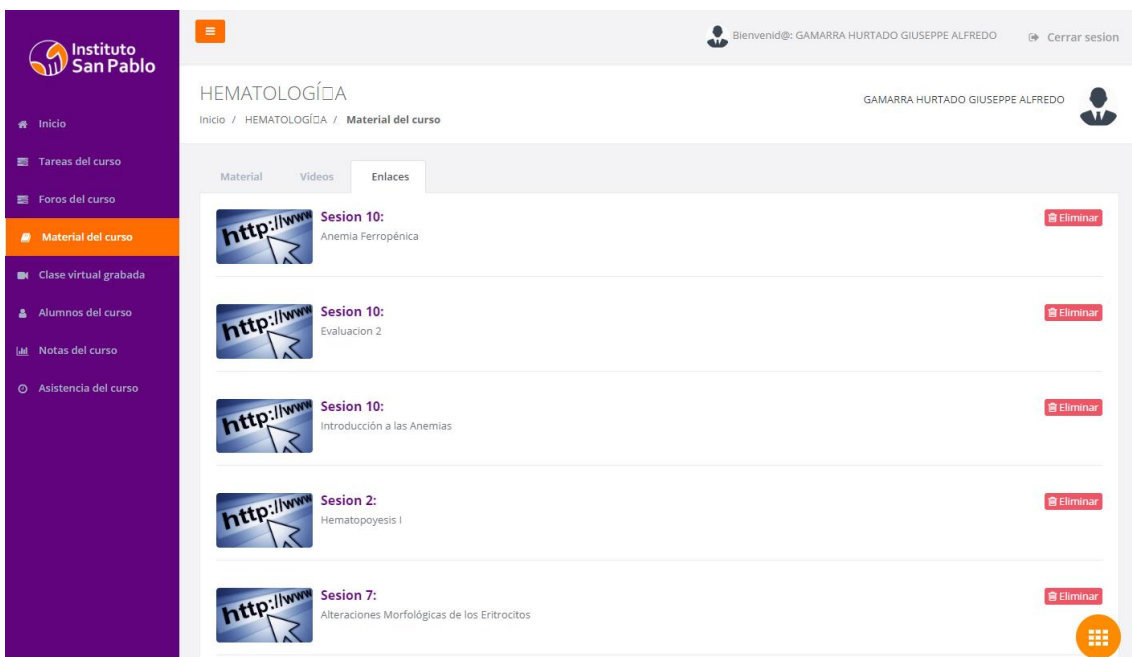 Instituto
San Pablo
Bienvenid@: GAMARRA HURTADO GIUSEPPE ALFREDO
Cerrar sesion
HEMATOLOGÍ□A
GAMARRA HURTADO GIUSEPPE ALFREDO
Inicio / HEMATOLOGÍ□A / Material del curso
Inicio
Tareas del curso
Foros del curso
Material del curso
Clase virtual grabada
Alumnos del curso
Notas del curso
Asistencia del curso
Material
Videos
Enlaces
http://www
Sesion 10:
Anemia Ferropénica
Eliminar
http://www
Sesion 10:
Evaluacion 2
Eliminar
http://www
Sesion 10:
Introducción a las Anemias
Eliminar
http://www
Sesion 2:
Hematopoyesis I
Eliminar
http://www
Sesion 7:
Alteraciones Morfológicas de los Eritrocitos
Eliminar